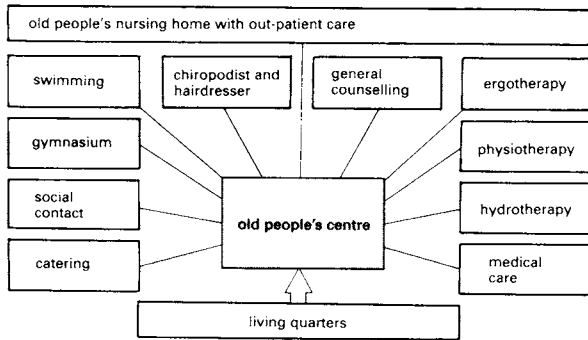 old people's nursing home with out-patient care
swimming
chiropodist and
hairdresser
general
counselling
ergotherapy
gymnasium
physiotherapy
social
contact
old people's centre
hydrotherapy
catering
medical
care
living quarters